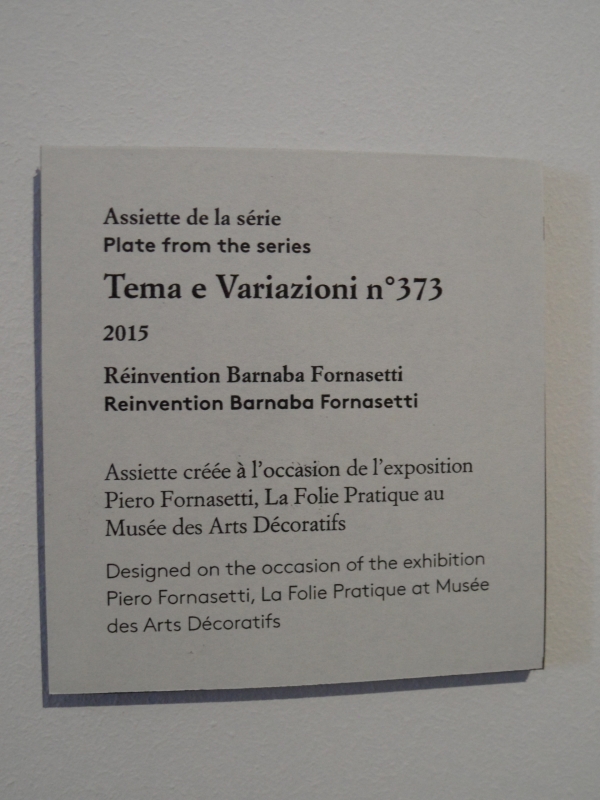 Assiette de la série
Plate from the series
Tema e Variazioni n°373
2015
Réinvention Barnaba Fornasetti
Reinvention Barnaba Fornasetti
Assiette créée à l'occasion de l'exposition
Piero Fornasetti, La Folie Pratique au
Musée des Arts Décoratifs
Designed on the occasion of the exhibition
Piero Fornasetti, La Folie Pratique at Musée
des Arts Décoratifs